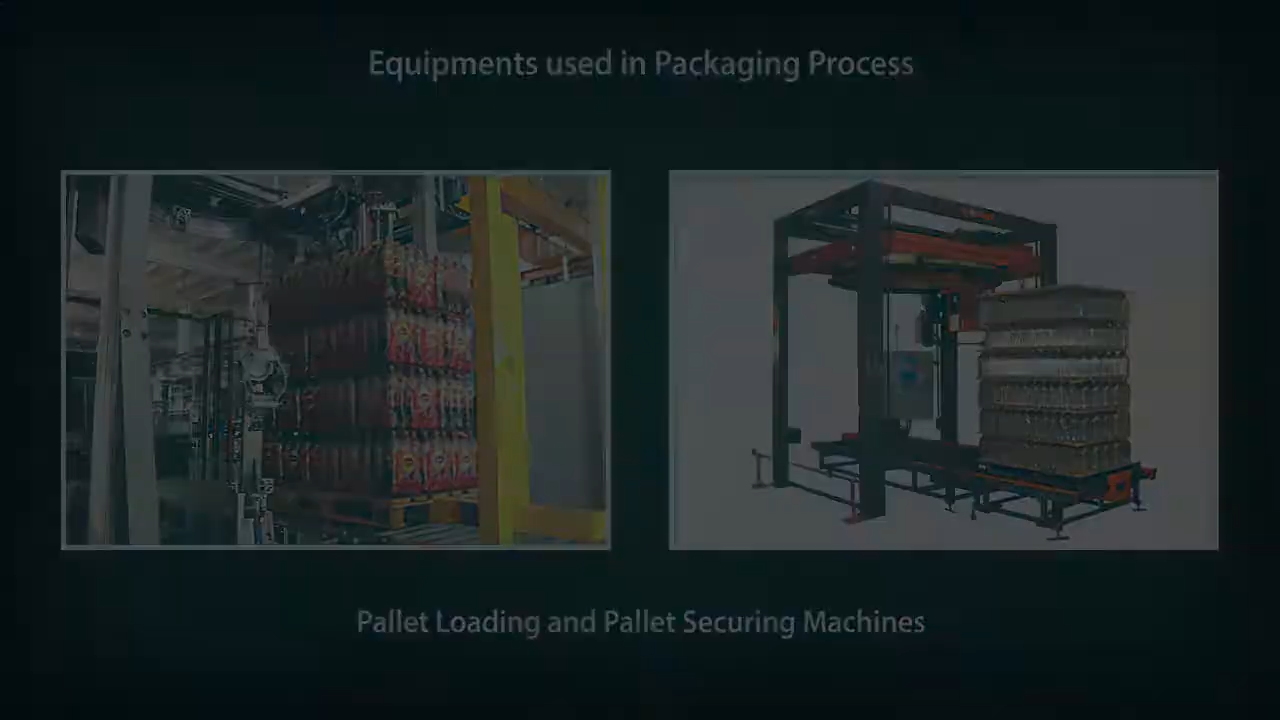 Equipments used in Packaging Process
Pallet Loading and Pallet Securing Machines